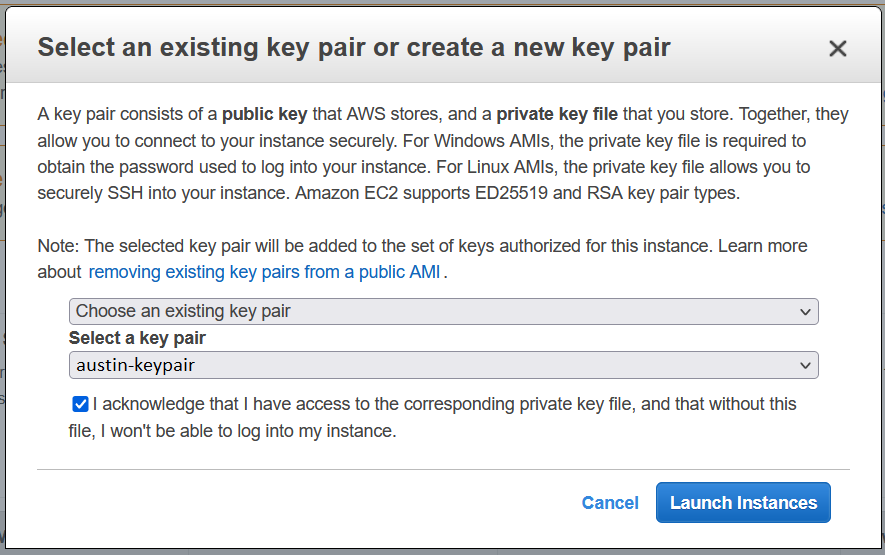 Select an existing key pair or create a new key pair
A key pair consists of a public key that AWS stores, and a private key file that you store. Together, they
allow you to connect to your instance securely. For Windows AMIs, the private key file is required to
obtain the password used to log into your instance. For Linux AMIs, the private key file allows you to
securely SSH into your instance. Amazon EC2 supports ED25519 and RSA key pair types.
Note: The selected key pair will be added to the set of keys authorized for this instance. Learn more
about removing existing key pairs from a public AMI .
Choose an existing key pair
Select a key pair
austin-keypair
I acknowledge that I have access to the corresponding private key file, and that without this
file, I won't be able to log into my instance.
Cancel
Launch Instances